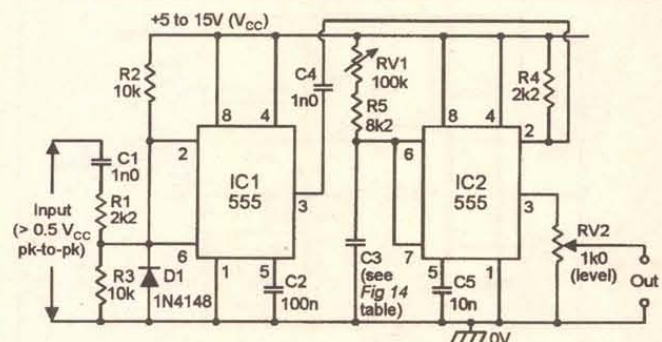 +5 to 15V (VCC)
R2
10k
C4
1n0
RV1
100k
R5
8k2
R4
2k2
8
4
8
4
C1
1n0
2
6
2
Input
(> 0.5 VCC
pk-to-pk)
R1
2k2
IC1
555
3
IC2
555
3
RV2
1k0
(level)
6
7
R3
10k
D1
1N4148
1
5
C2
100n
C3
(see
Fig 14
table)
5
C5
10n
1
Out
0V